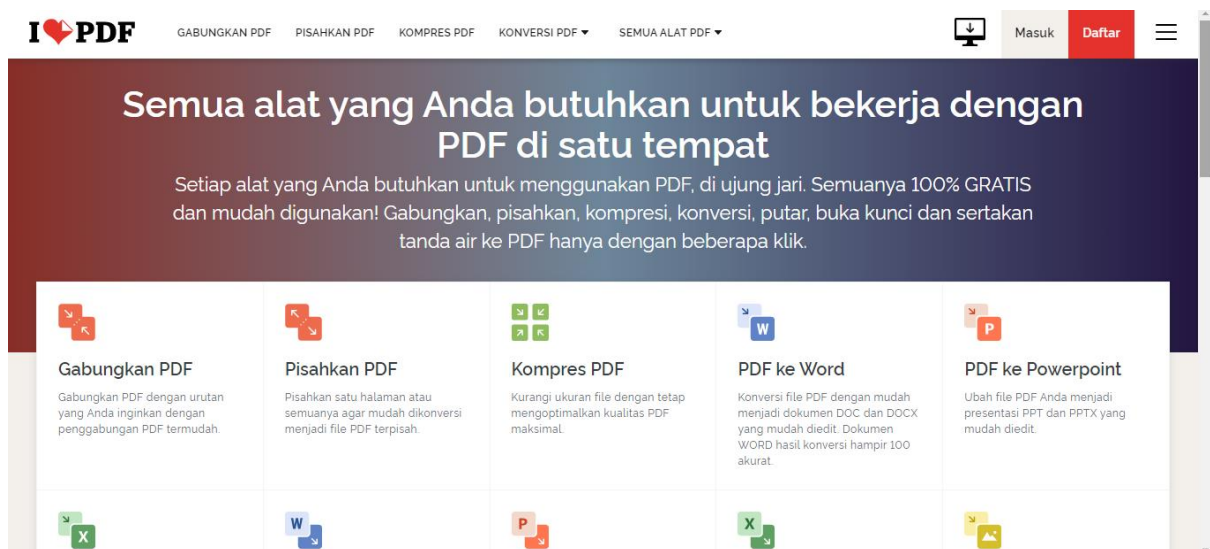 I PDF
GABUNGKAN PDF
PISAHKAN PDF
KOMPRES PDF
KONVERSI PDF
SEMUA ALAT PDF
Masuk
Daftar
Semua alat yang Anda butuhkan untuk bekerja dengan
PDF di satu tempat
Setiap alat yang Anda butuhkan untuk menggunakan PDF, di ujung jari. Semuanya 100% GRATIS
dan mudah digunakan! Gabungkan, pisahkan, kompresi, konversi, putar, buka kunci dan sertakan
tanda air ke PDF hanya dengan beberapa klik.
Gabungkan PDF
Gabungkan PDF dengan urutan
yang Anda inginkan dengan
penggabungan PDF termudah.
Pisahkan PDF
Pisahkan satu halaman atau
semuanya agar mudah dikonversi
menjadi file PDF terpisah.
Kompres PDF
Kurangi ukuran file dengan tetap
mengoptimalkan kualitas PDF
maksimal.
W
PDF ke Word
Konversi file PDF dengan mudah
menjadi dokumen DOC dan DOCX
yang mudah diedit. Dokumen
WORD hasil konversi hampir 100
akurat.
P
PDF ke Powerpoint
Ubah file PDF Anda menjadi
presentasi PPT dan PPTX yang
mudah diedit.
X
W
P
X